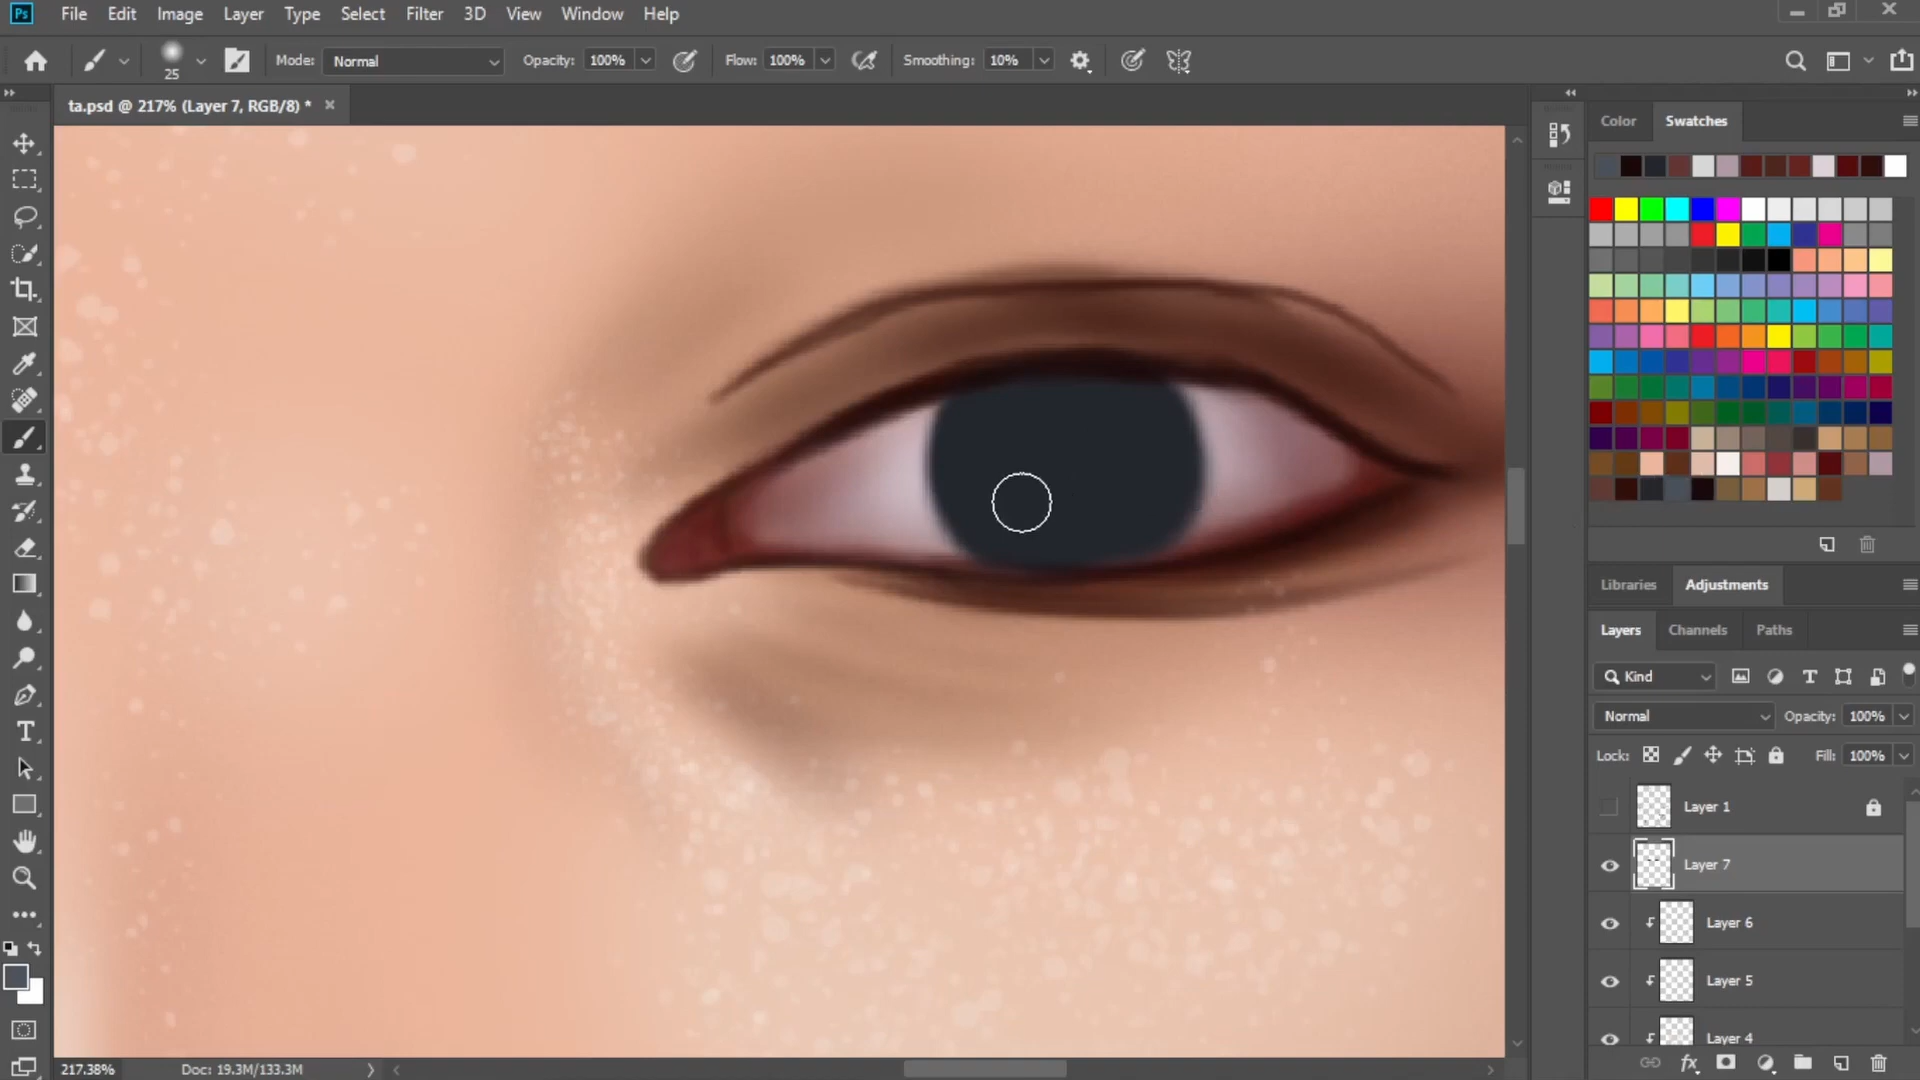 Ps File Edit Image Layer Type Select Filter 3D View Window Help
25 Mode: Normal Opacity: 100% Flow: 100% Smoothing: 10%
ta.psd @ 217% (Layer 7, RGB/8) *
Color Swatches
Libraries Adjustments
Layers Channels Paths
Kind
Normal Opacity: 100%
Lock: Fill: 100%
Layer 1
Layer 7
Layer 6
Layer 5
Layer 4
217.38% Doc: 19.3M/133.3M
fx